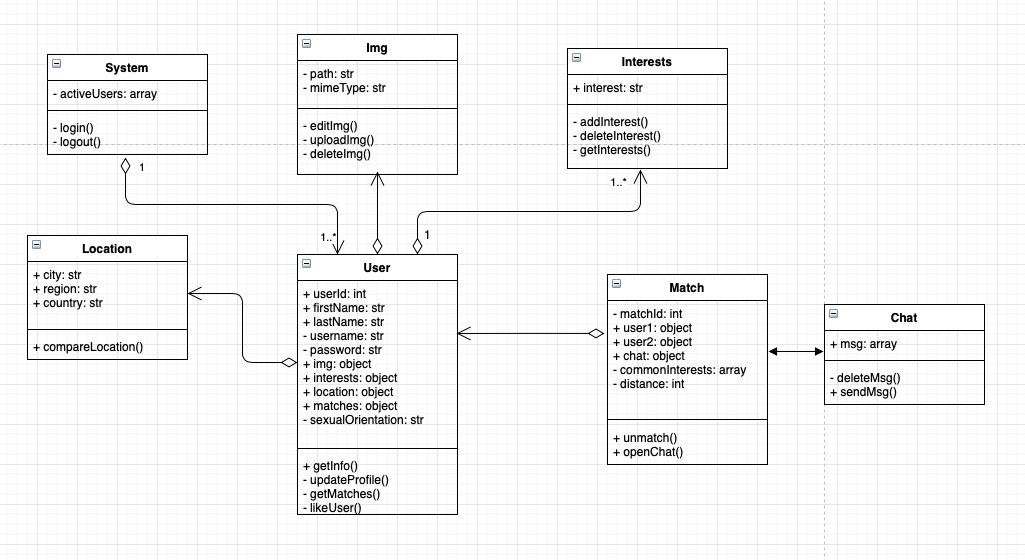 System
- activeUsers: array
- login()
- logout()
1
Img
- path: str
- mimeType: str
- editImg()
- uploadImg()
- deleteImg()
Interests
+ interest: str
- addInterest()
- deleteInterest()
- getInterests()
1..*
1
1..*
Location
+ city: str
+ region: str
+ country: str
+ compareLocation()
User
+ userId: int
+ firstName: str
+ lastName: str
- username: str
- password: str
+ img: object
+ interests: object
+ location: object
+ matches: object
- sexualOrientation: str
+ getInfo()
- updateProfile()
- getMatches()
- likeUser()
Match
- matchId: int
+ user1: object
+ user2: object
+ chat: object
- commonInterests: array
- distance: int
+ unmatch()
+ openChat()
Chat
+ msg: array
- deleteMsg()
+ sendMsg()